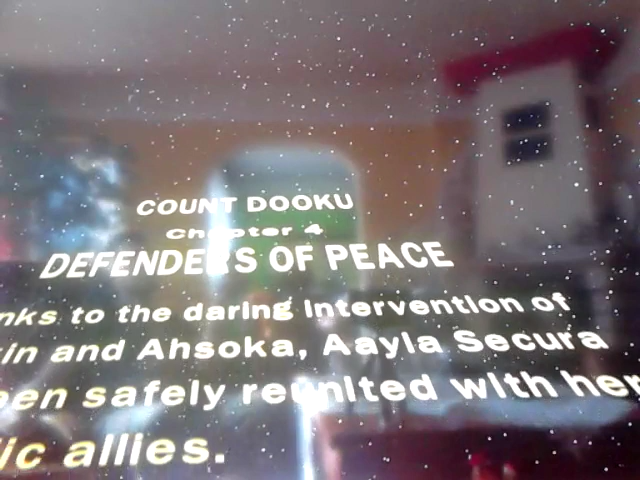 COUNT DOOKU
Chapter 4
DEFENDERS OF PEACE
nks to the daring intervention of
in and Ahsoka, Aayla Secura
en safely reunited with her
ic allies.